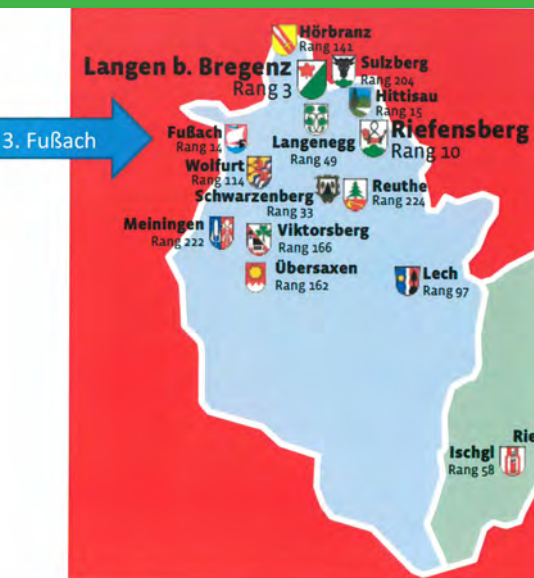 Hörbranz
Rang 141
Langen b. Bregenz
Rang 3
Sulzberg
Rang 204
Hittisau
Rang 15
3. Fußach
Fußach
Rang 14
Langenegg
Rang 49
Riefensberg
Rang 10
Wolfurt
Rang 114
Schwarzenberg
Rang 33
Reuthe
Rang 224
Meiningen
Rang 222
Viktorsberg
Rang 166
Übersaxen
Rang 162
Lech
Rang 97
Rie
Ischgl
Rang 58